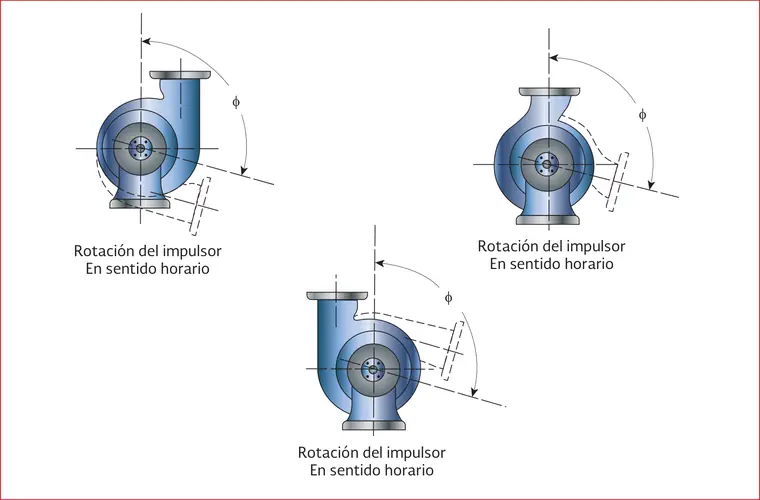 ϕ
ϕ
Rotación del impulsor
En sentido horario
Rotación del impulsor
En sentido horario
ϕ
Rotación del impulsor
En sentido horario